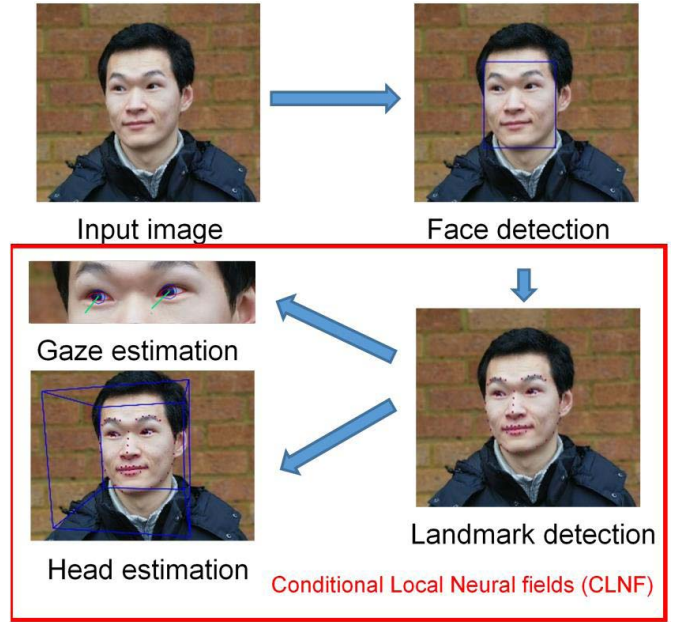 Input image
Face detection
Gaze estimation
Landmark detection
Head estimation
Conditional Local Neural fields (CLNF)